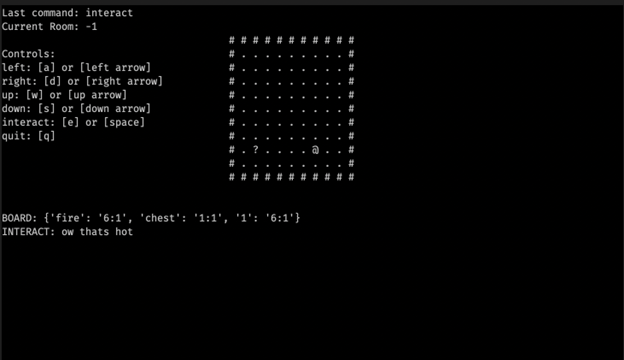 Last command: interact
Current Room: -1
# # # # # # # # # # #
Controls: # . . . . . . . . . #
left: [a] or [left arrow] # . . . . . . . . . #
right: [d] or [right arrow] # . . . . . . . . . #
up: [w] or [up arrow] # . . . . . . . . . #
down: [s] or [down arrow] # . . . . . . . . . #
interact: [e] or [space] # . . . . . . . . . #
quit: [q] # . . . . . . . . . #
# . ? . . . . @ . . #
# . . . . . . . . . #
# # # # # # # # # # #
BOARD: {'fire': '6:1', 'chest': '1:1', '1': '6:1'}
INTERACT: ow thats hot